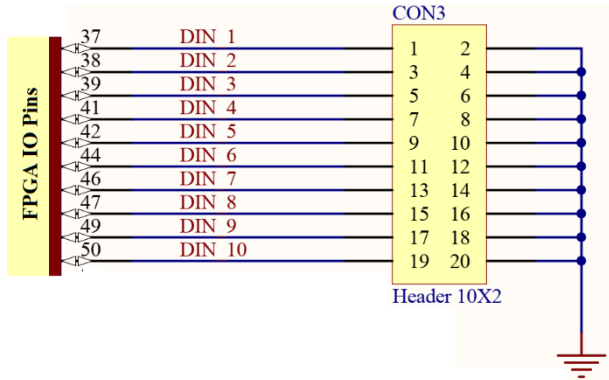 CON3
FPGA IO Pins
37 DIN 1 1 2
38 DIN 2 3 4
39 DIN 3 5 6
41 DIN 4 7 8
42 DIN 5 9 10
44 DIN 6 11 12
46 DIN 7 13 14
47 DIN 8 15 16
49 DIN 9 17 18
50 DIN 10 19 20
Header 10X2